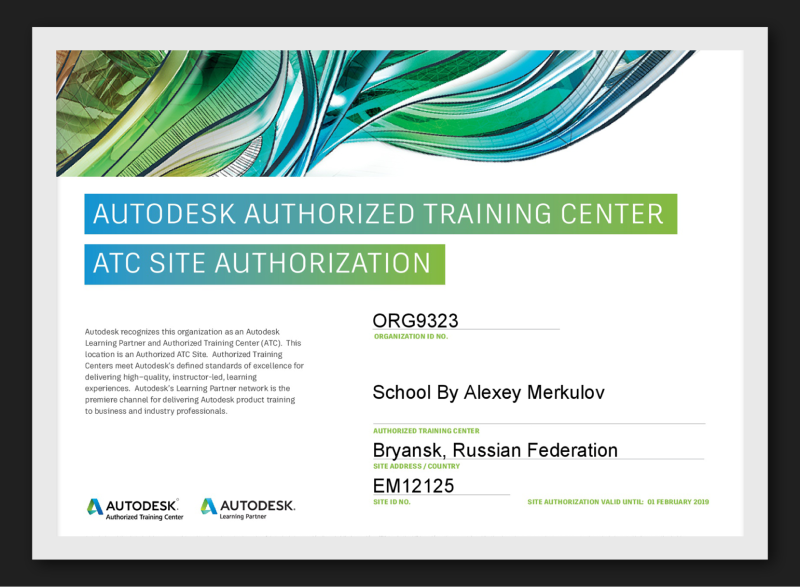 AUTODESK AUTHORIZED TRAINING CENTER
ATC SITE AUTHORIZATION
Autodesk recognizes this organization as an Autodesk
Learning Partner and Authorized Training Center (ATC). This
location is an Authorized ATC Site. Authorized Training
Centers meet Autodesk's defined standards of excellence for
delivering high-quality, instructor-led, learning
experiences. Autodesk's Learning Partner network is the
premiere channel for delivering Autodesk product training
to business and industry professionals.
ORG9323
ORGANIZATION ID NO.
School By Alexey Merkulov
AUTHORIZED TRAINING CENTER
Bryansk, Russian Federation
SITE ADDRESS / COUNTRY
EM12125
SITE ID NO.
SITE AUTHORIZATION VALID UNTIL: 01 FEBRUARY 2019
AUTODESK®
Authorized Training Center
AUTODESK.
Learning Partner